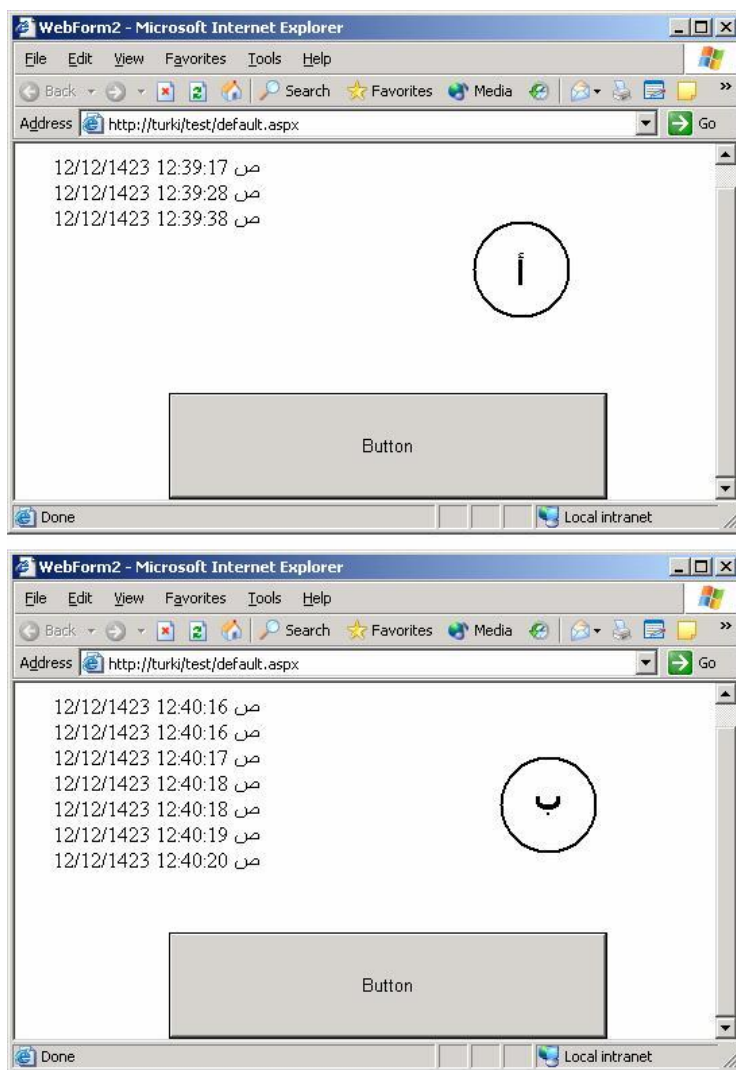 WebForm2 - Microsoft Internet Explorer
File Edit View Favorites Tools Help
Back Search Favorites Media »
Address http://turki/test/default.aspx Go
12/12/1423 12:39:17 ص
12/12/1423 12:39:28 ص
12/12/1423 12:39:38 ص
أ
Button
Done Local intranet
WebForm2 - Microsoft Internet Explorer
File Edit View Favorites Tools Help
Back Search Favorites Media »
Address http://turki/test/default.aspx Go
12/12/1423 12:40:16 ص
12/12/1423 12:40:16 ص
12/12/1423 12:40:17 ص
12/12/1423 12:40:18 ص
12/12/1423 12:40:18 ص
12/12/1423 12:40:19 ص
12/12/1423 12:40:20 ص
ب
Button
Done Local intranet